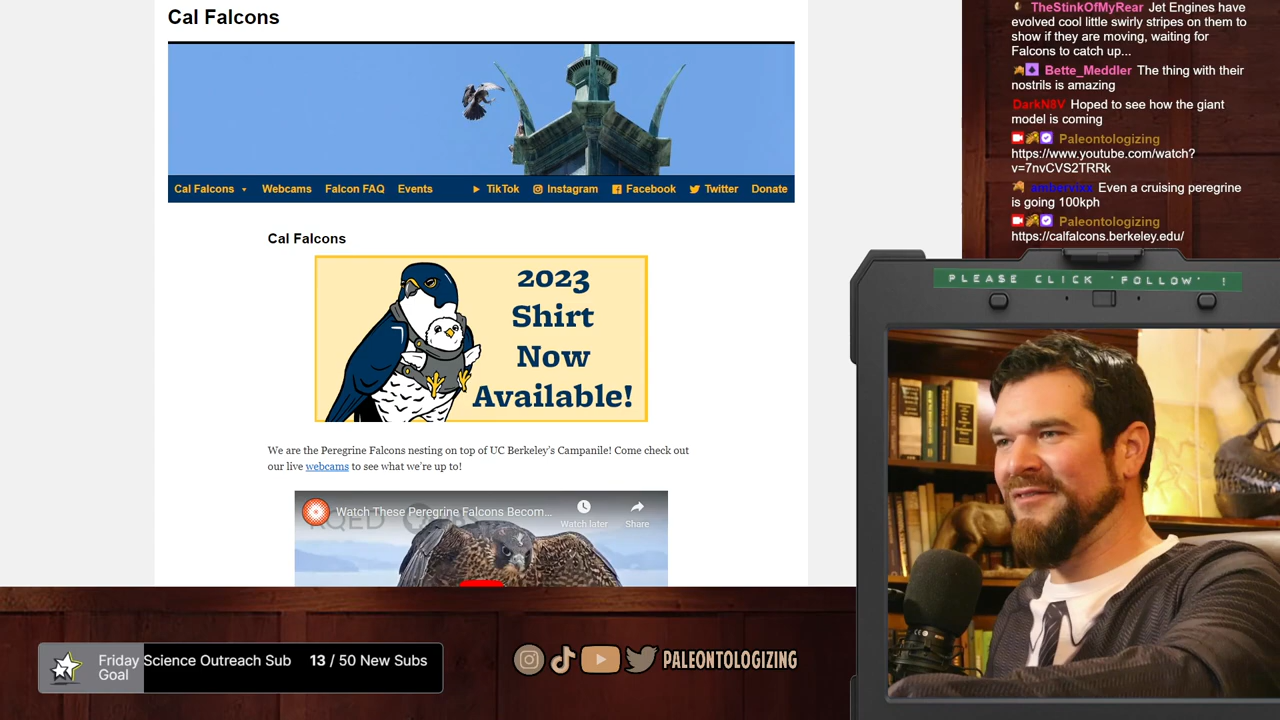 Cal Falcons
Cal Falcons
Webcams
Falcon FAQ
Events
TikTok
Instagram
Facebook
Twitter
Donate
Cal Falcons
2023
Shirt
Now
Available!
We are the Peregrine Falcons nesting on top of UC Berkeley's Campanile! Come check out
our live webcams to see what we're up to!
Watch These Peregrine Falcons Becom...
Watch later
Share
TheStinkOfMyRear Jet Engines have
evolved cool little swirly stripes on them to
show if they are moving, waiting for
Falcons to catch up...
Bette_Meddler The thing with their
nostrils is amazing
DarkN8V Hoped to see how the giant
model is coming
Paleontologizing
https://www.youtube.com/watch?
v=7nvCVS2TRRk
ambervixx Even a cruising peregrine
is going 100kph
Paleontologizing
https://calfalcons.berkeley.edu/
PLEASE CLICK 'FOLLOW' !
Friday Science Outreach Sub
Goal
13 / 50 New Subs
PALEONTOLOGIZING